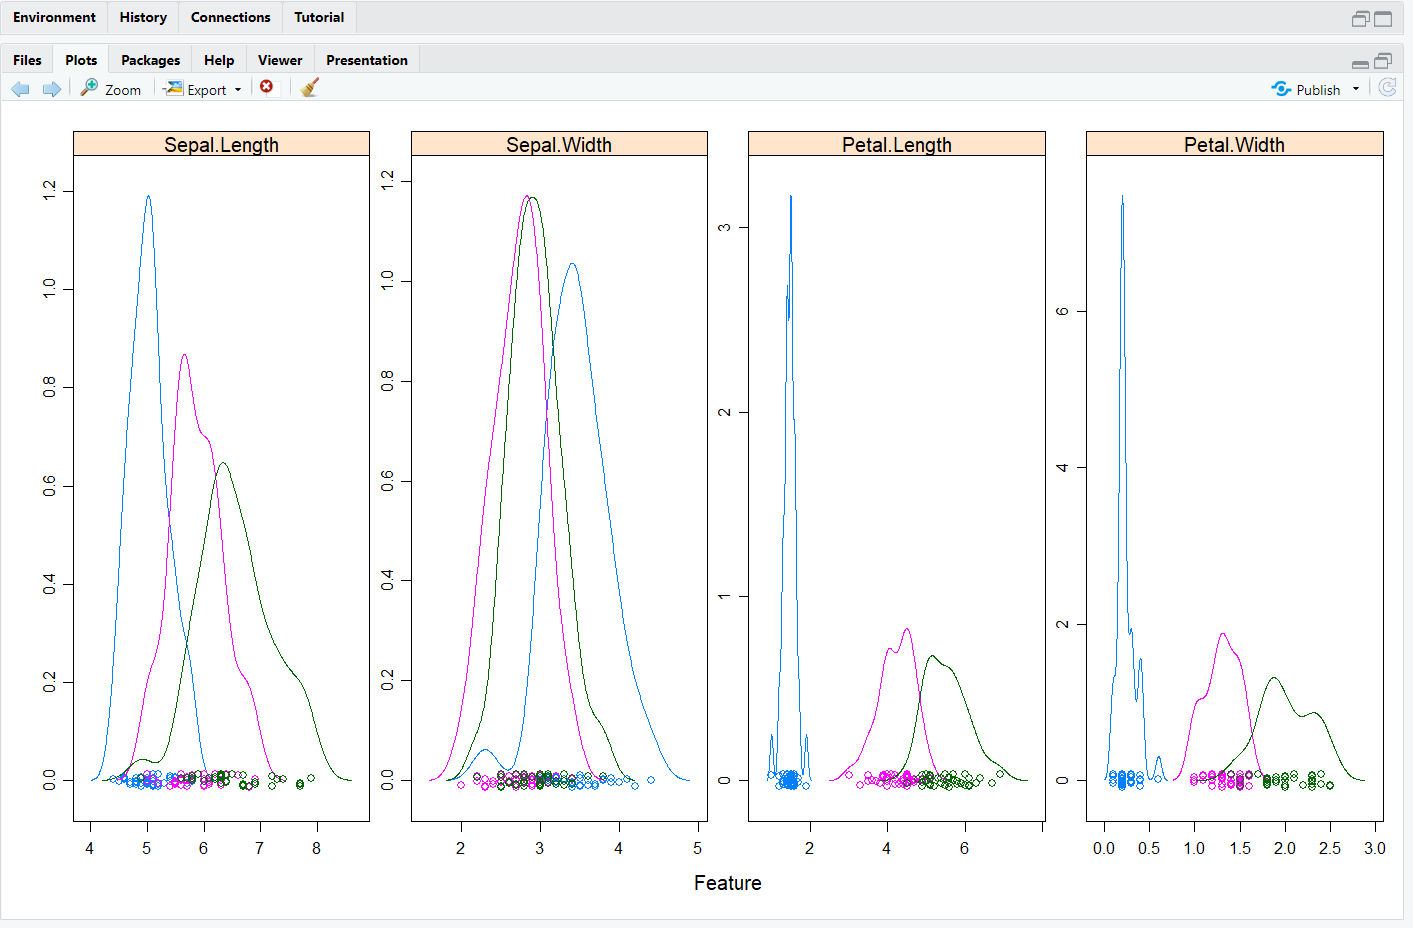 Environment History Connections Tutorial
Files Plots Packages Help Viewer Presentation
Zoom Export Publish
Sepal.Length Sepal.Width Petal.Length Petal.Width
0.0 0.2 0.4 0.6 0.8 1.0 1.2
0.0 0.2 0.4 0.6 0.8 1.0 1.2
0 1 2 3
0 2 4 6
4 5 6 7 8
2 3 4 5
2 4 6
0.0 0.5 1.0 1.5 2.0 2.5 3.0
Feature